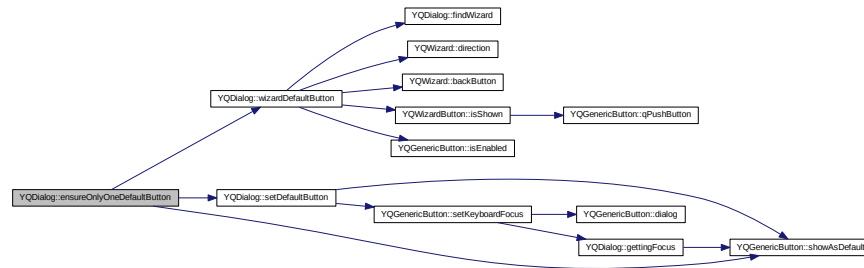 YQDialog::findWizard
YQWizard::direction
YQWizard::backButton
YQDialog::wizardDefaultButton
YQWizardButton::isShown
YQGenericButton::qPushButton
YQGenericButton::isEnabled
YQDialog::ensureOnlyOneDefaultButton
YQDialog::setDefaultButton
YQGenericButton::setKeyboardFocus
YQGenericButton::dialog
YQDialog::gettingFocus
YQGenericButton::showAsDefault